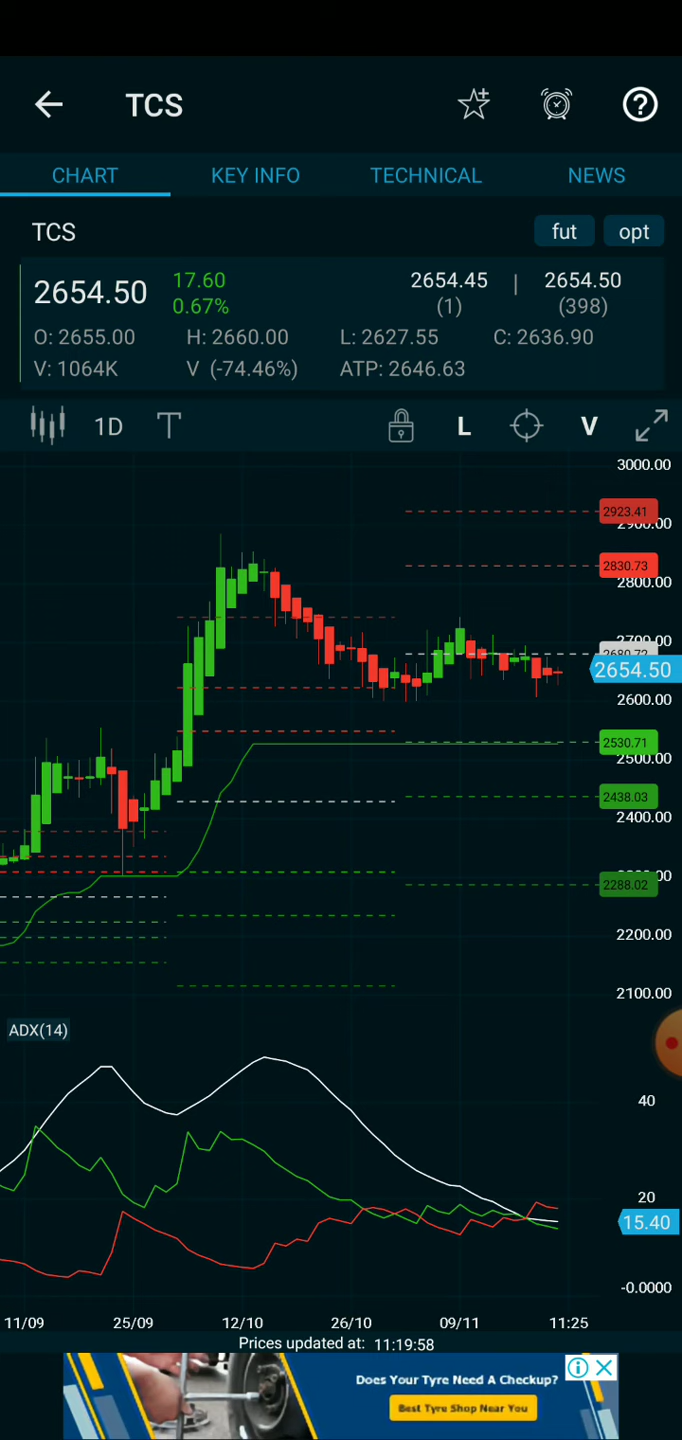 TCS
CHART KEY INFO TECHNICAL NEWS
TCS fut opt
2654.50 17.60 0.67% 2654.45 (1) | 2654.50 (398)
O: 2655.00 H: 2660.00 L: 2627.55 C: 2636.90
V: 1064K V (-74.46%) ATP: 2646.63
1D T L V
3000.00
2923.41
2900.00
2830.73
2800.00
2700.00
2680.72
2654.50
2600.00
2530.71
2500.00
2438.03
2400.00
2288.02
2200.00
2100.00
ADX(14)
40
20
15.40
-0.0000
11/09 25/09 12/10 26/10 09/11 11:25
Prices updated at: 11:19:58
Does Your Tyre Need A Checkup?
Best Tyre Shop Near You